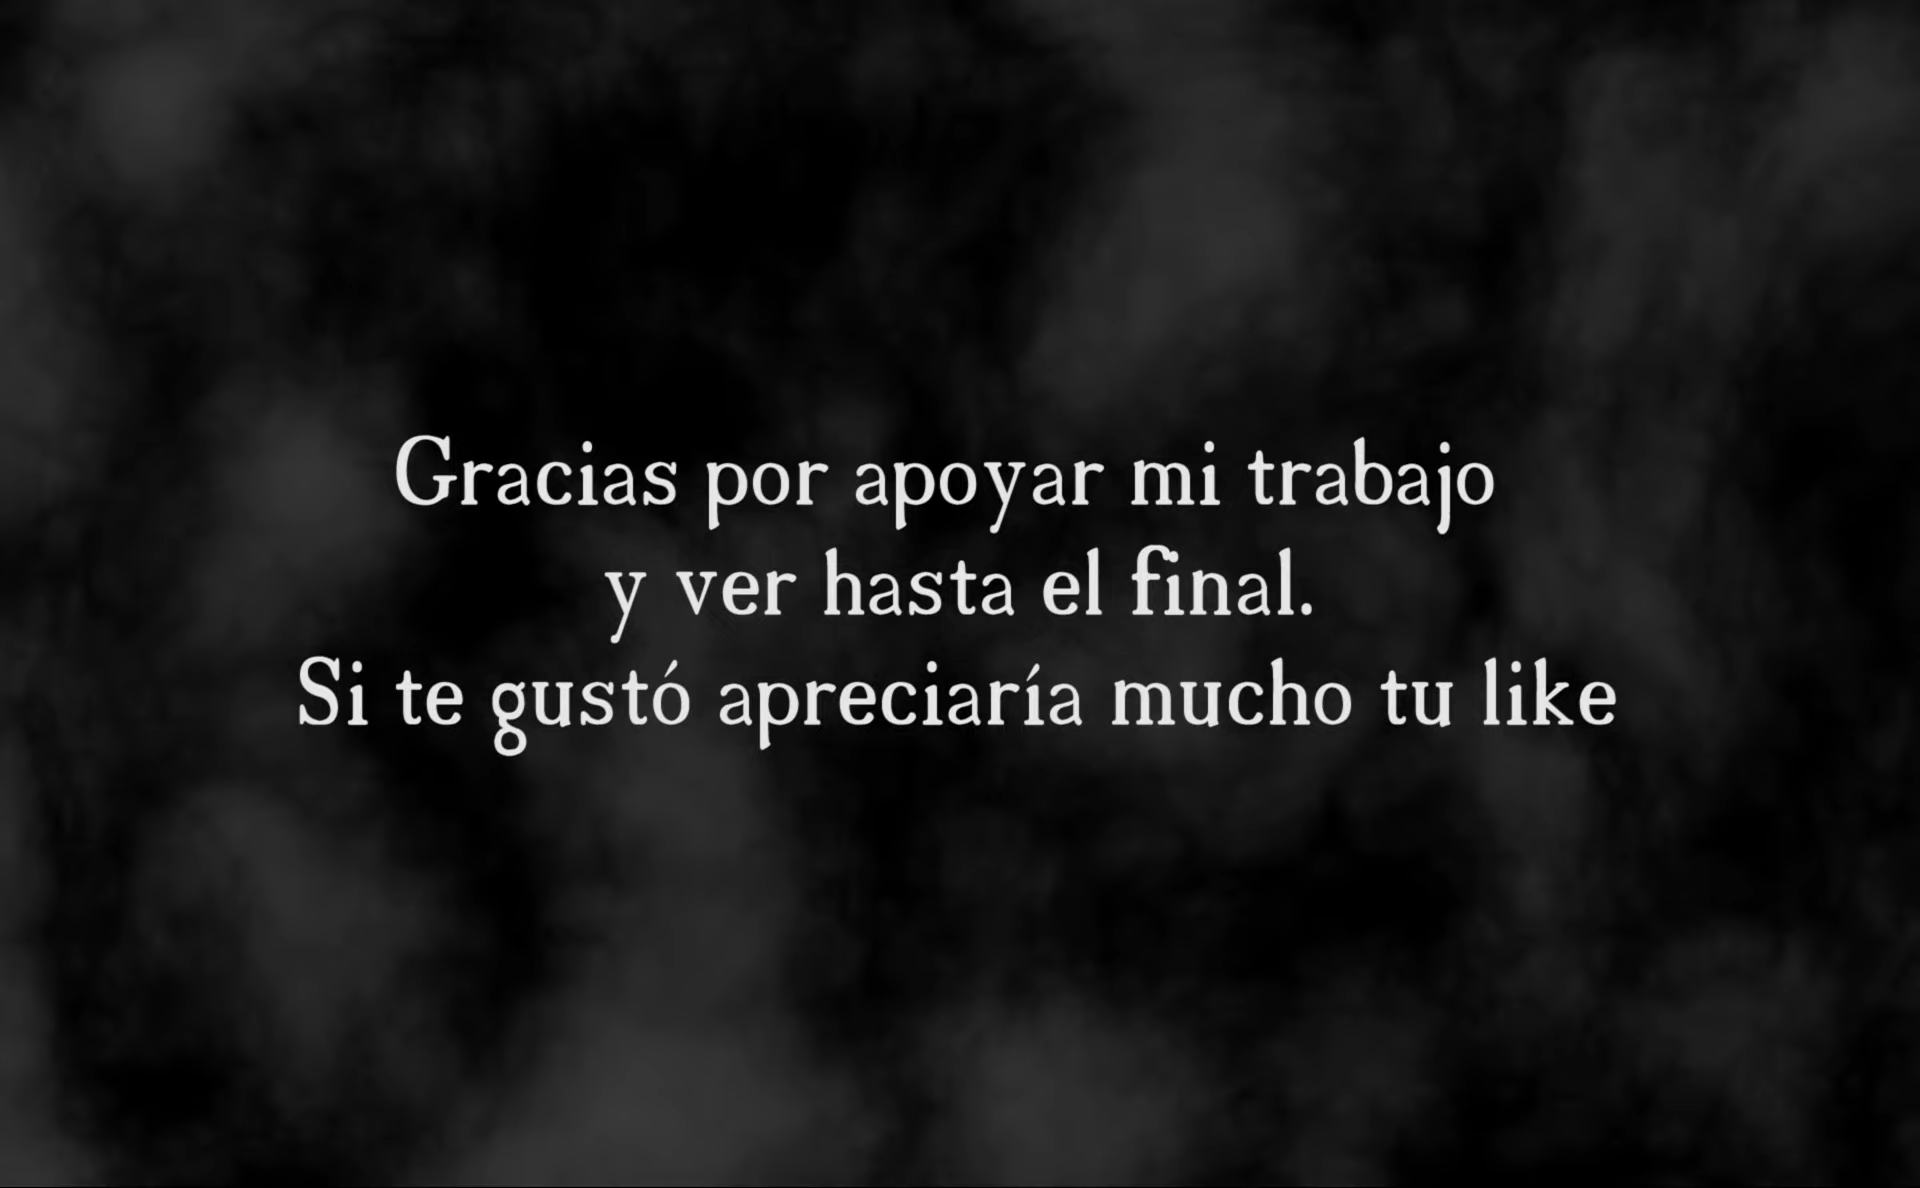 Gracias por apoyar mi trabajo
y ver hasta el final.
Si te gustó apreciaría mucho tu like